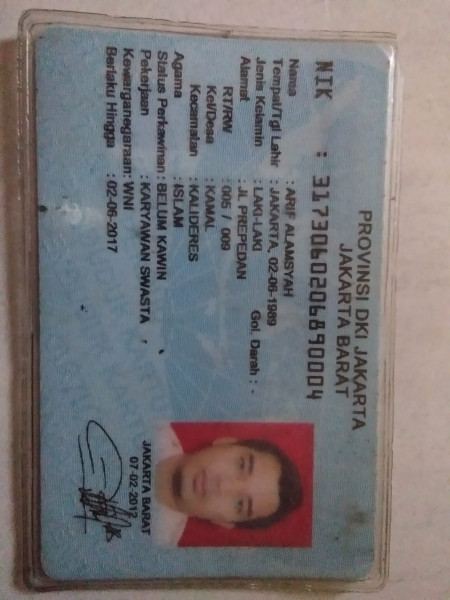 PROVINSI DKI JAKARTA
JAKARTA BARAT
NIK : 3173060206890004
Nama : ARIF ALAMSYAH
Tempat/Tgl Lahir : JAKARTA, 02-06-1989
Jenis Kelamin : LAKI-LAKI Gol. Darah : -
Alamat : JL PREPEDAN
RT/RW : 005 / 009
Kel/Desa : KAMAL
Kecamatan : KALIDERES
Agama : ISLAM
Status Perkawinan : BELUM KAWIN
Pekerjaan : KARYAWAN SWASTA
Kewarganegaraan: WNI
Berlaku Hingga : 02-06-2017
JAKARTA BARAT
07-02-2012